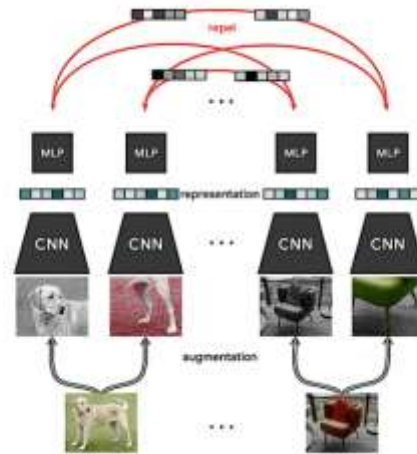 repel
MLP MLP MLP MLP
representation
CNN CNN CNN CNN
augmentation